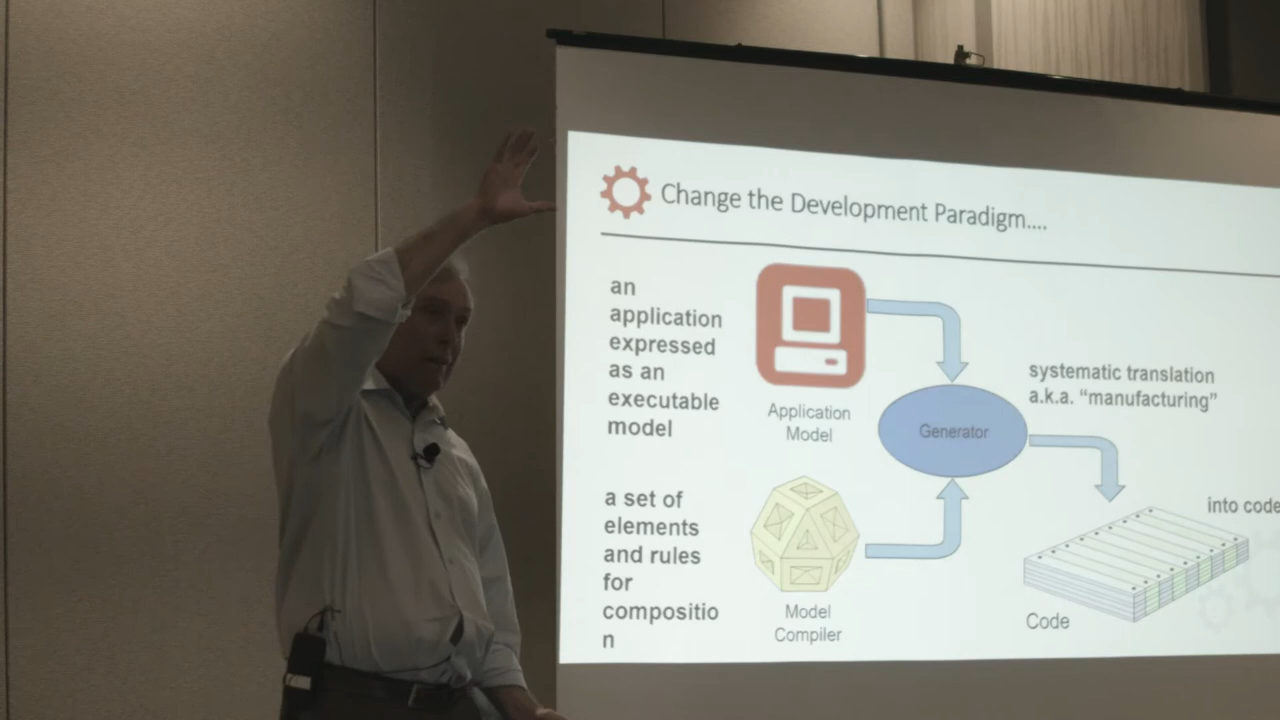 Change the Development Paradigm....
an
application
expressed
as an
executable
model
Application
Model
Generator
systematic translation
a.k.a. “manufacturing”
a set of
elements
and rules
for
compositio
n
Model
Compiler
into code
Code